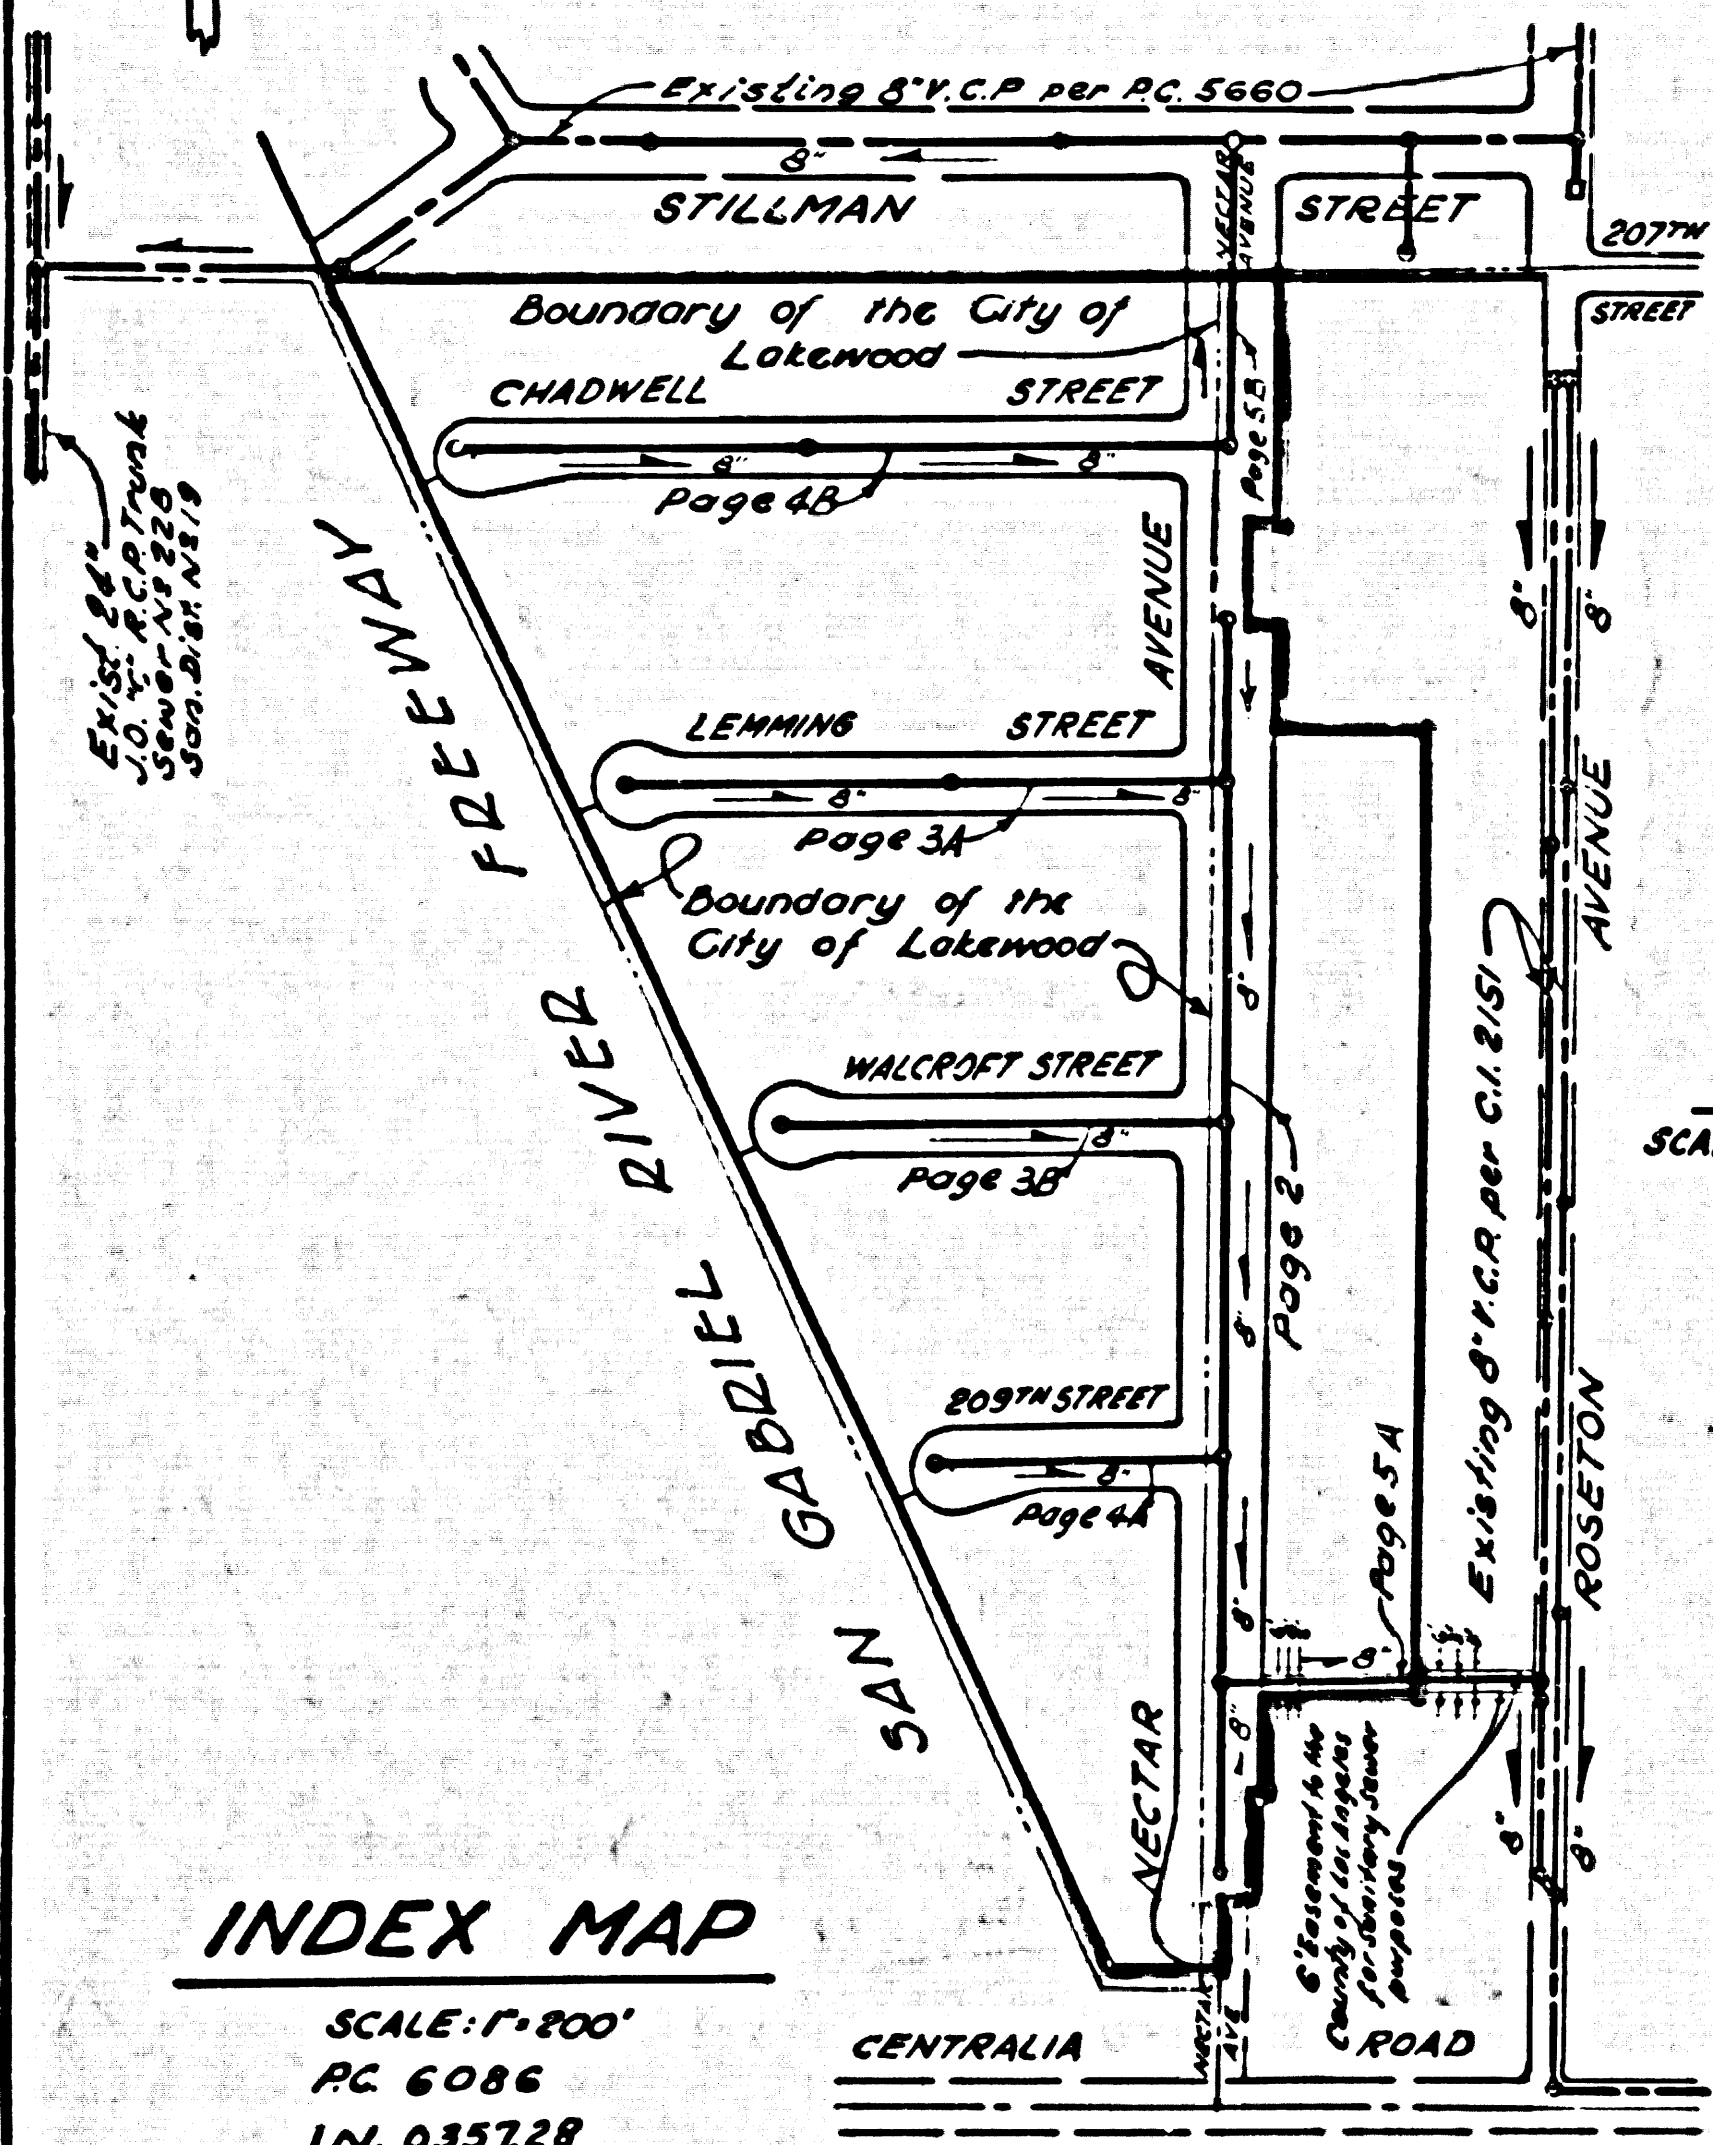 Existing 8" V.C.P per P.C. 5660
8"
STILLMAN STREET
NECTAR
AVENUE
207TH
STREET
Boundary of the City of
Lakewood
CHADWELL STREET
8" 8"
Page 4B
Page 5B
Exist. 24"
J.O. "C" R.C.P. Trunk
Sewer
San. Dist. Nº 19
AVENUE
8" 8"
LEMMING STREET
8" 8"
Page 3A
Boundary of the
City of Lakewood
8"
AVENUE
WALCROFT STREET
8"
Page 3B
Page 2
8"
Existing 8" V.C.P. per C.I. 2151
209TH STREET
8"
Page 4A
Page 5A
ROSETON
8"
8"
SAN GABRIEL RIVER FREEWAY
NECTAR
8"
6' Easement to the
County of Los Angeles
for Sanitary Sewer
purposes
8" 8"
INDEX MAP
SCALE: 1"=200'
P.C. 6086
CENTRALIA ROAD
NECTAR
AVE
SCA